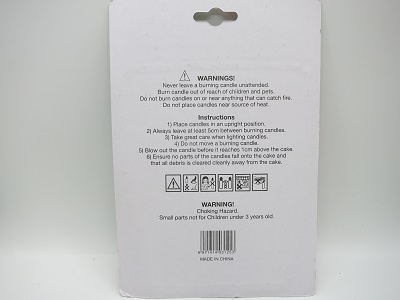 WARNINGS!
Never leave a burning candle unattended.
Burn candle out of reach of children and pets.
Do not burn candles on or near anything that can catch fire.
Do not place candles near source of heat.
Instructions
1) Place candles in an upright position.
2) Always leave at least 5cm between burning candles.
3) Take great care when lighting candles.
4) Do not move a burning candle.
5) Blow out the candle before it reaches 1cm above the cake.
6) Ensure no parts of the candles fall onto the cake and
that all debris is cleared cleanly away from the cake.
WARNING!
Choking Hazard.
Small parts not for Children under 3 years old.
MADE IN CHINA